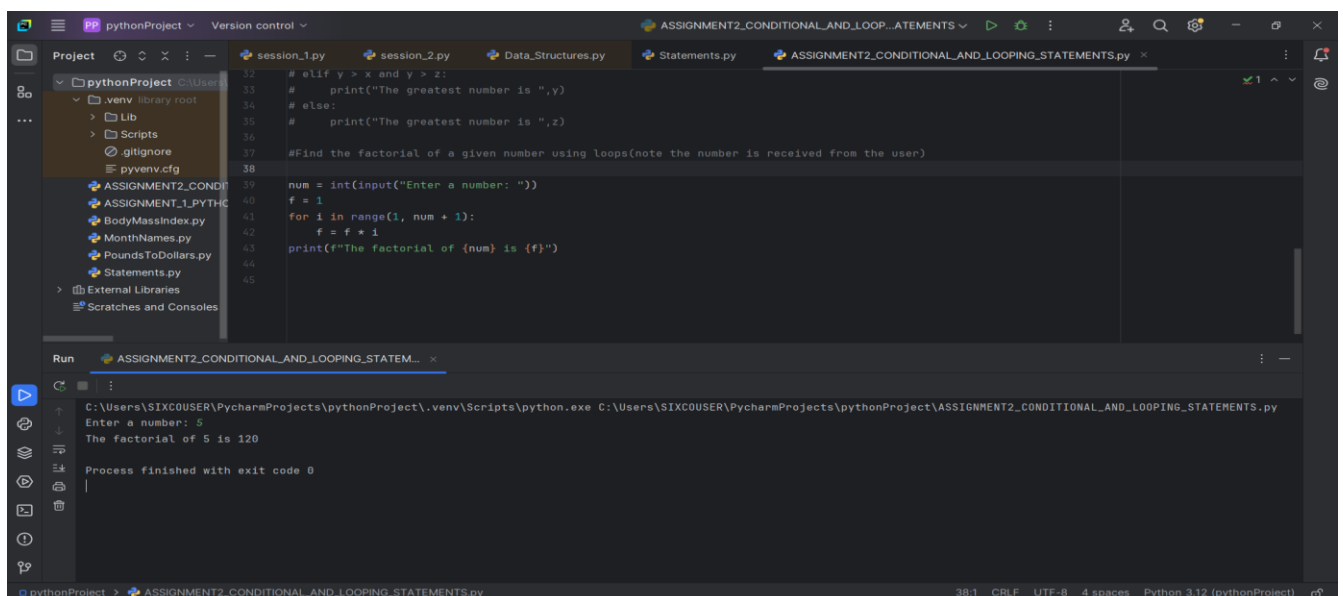 PP pythonProject Version control ASSIGNMENT2_CONDITIONAL_AND_LOOP...ATEMENTS
Project session_1.py session_2.py Data_Structures.py Statements.py ASSIGNMENT2_CONDITIONAL_AND_LOOPING_STATEMENTS.py
pythonProject C:\Users\
.venv library root
Lib
Scripts
.gitignore
pyvenv.cfg
ASSIGNMENT2_CONDIT
ASSIGNMENT_1_PYTHO
BodyMassIndex.py
MonthNames.py
PoundsToDollars.py
Statements.py
External Libraries
Scratches and Consoles
32 # elif y > x and y > z:
33 #     print("The greatest number is ",y)
34 # else:
35 #     print("The greatest number is ",z)
36
37 #Find the factorial of a given number using loops(note the number is received from the user)
38
39 num = int(input("Enter a number: "))
40 f = 1
41 for i in range(1, num + 1):
42     f = f * i
43 print(f"The factorial of {num} is {f}")
44
45
1
Run ASSIGNMENT2_CONDITIONAL_AND_LOOPING_STATEM...
C:\Users\SIXCOUSER\PycharmProjects\pythonProject\.venv\Scripts\python.exe C:\Users\SIXCOUSER\PycharmProjects\pythonProject\ASSIGNMENT2_CONDITIONAL_AND_LOOPING_STATEMENTS.py
Enter a number: 5
The factorial of 5 is 120
Process finished with exit code 0
pythonProject > ASSIGNMENT2_CONDITIONAL_AND_LOOPING_STATEMENTS.py 38:1 CRLF UTF-8 4 spaces Python 3.12 (pythonProject)